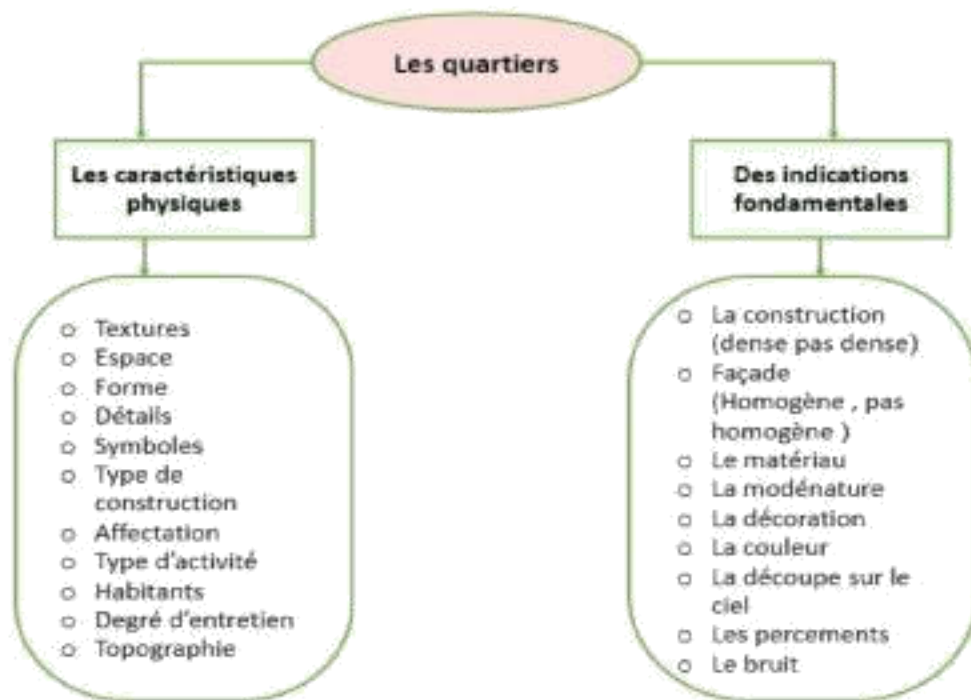 Les quartiers
Les caractéristiques
physiques
o Textures
o Espace
o Forme
o Détails
o Symboles
o Type de
construction
o Affectation
o Type d'activité
o Habitants
o Degré d'entretien
o Topographie
Des indications
fondamentales
o La construction
(dense pas dense)
o Façade
(Homogène , pas
homogène )
o Le matériau
o La modénature
o La décoration
o La couleur
o La découpe sur le
ciel
o Les percements
o Le bruit